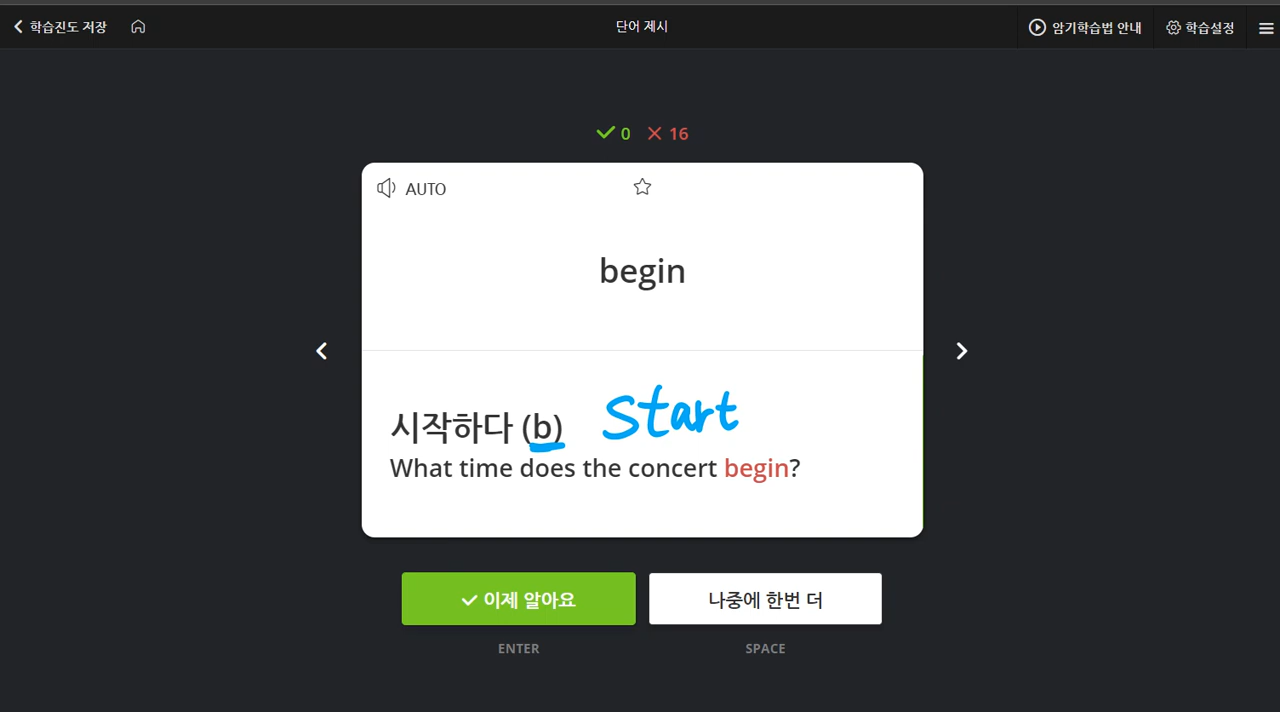 학습진도 저장
단어 제시
암기학습법 안내
학습설정
0 16
AUTO
begin
시작하다 (b) Start
What time does the concert begin?
이제 알아요
나중에 한번 더
ENTER
SPACE